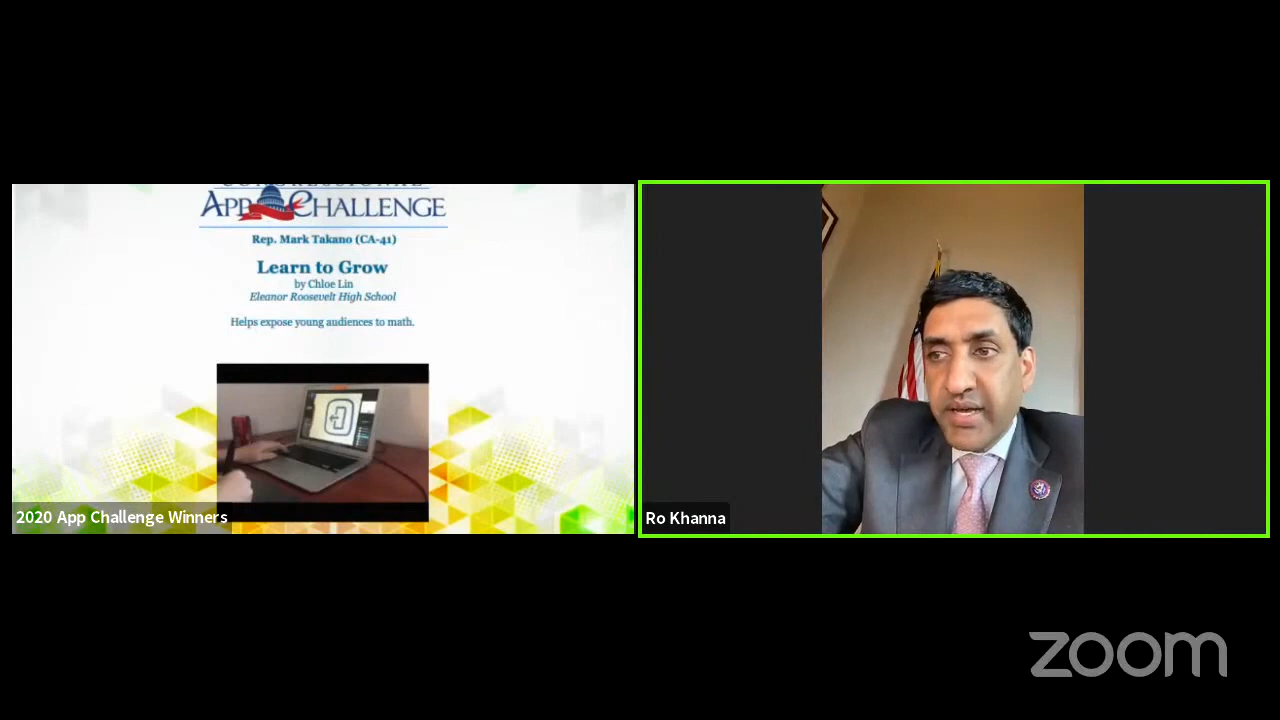 CONGRESSIONAL
APP CHALLENGE
Rep. Mark Takano (CA-41)
Learn to Grow
by Chloe Lin
Eleanor Roosevelt High School
Helps expose young audiences to math.
2020 App Challenge Winners
Ro Khanna
zoom